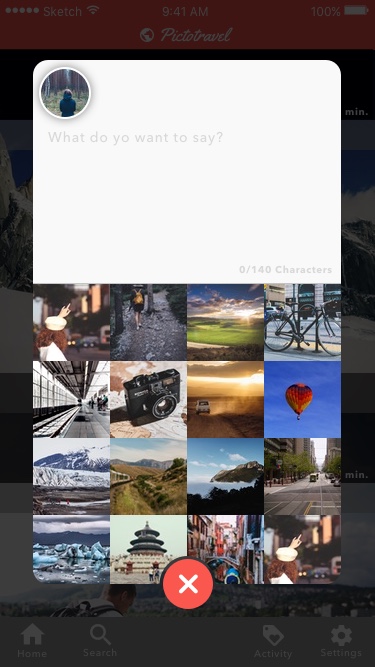 Sketch 9:41 AM 100%
Pictotravel
min.
What do yo want to say?
0/140 Characters
min.
Home Search Activity Settings